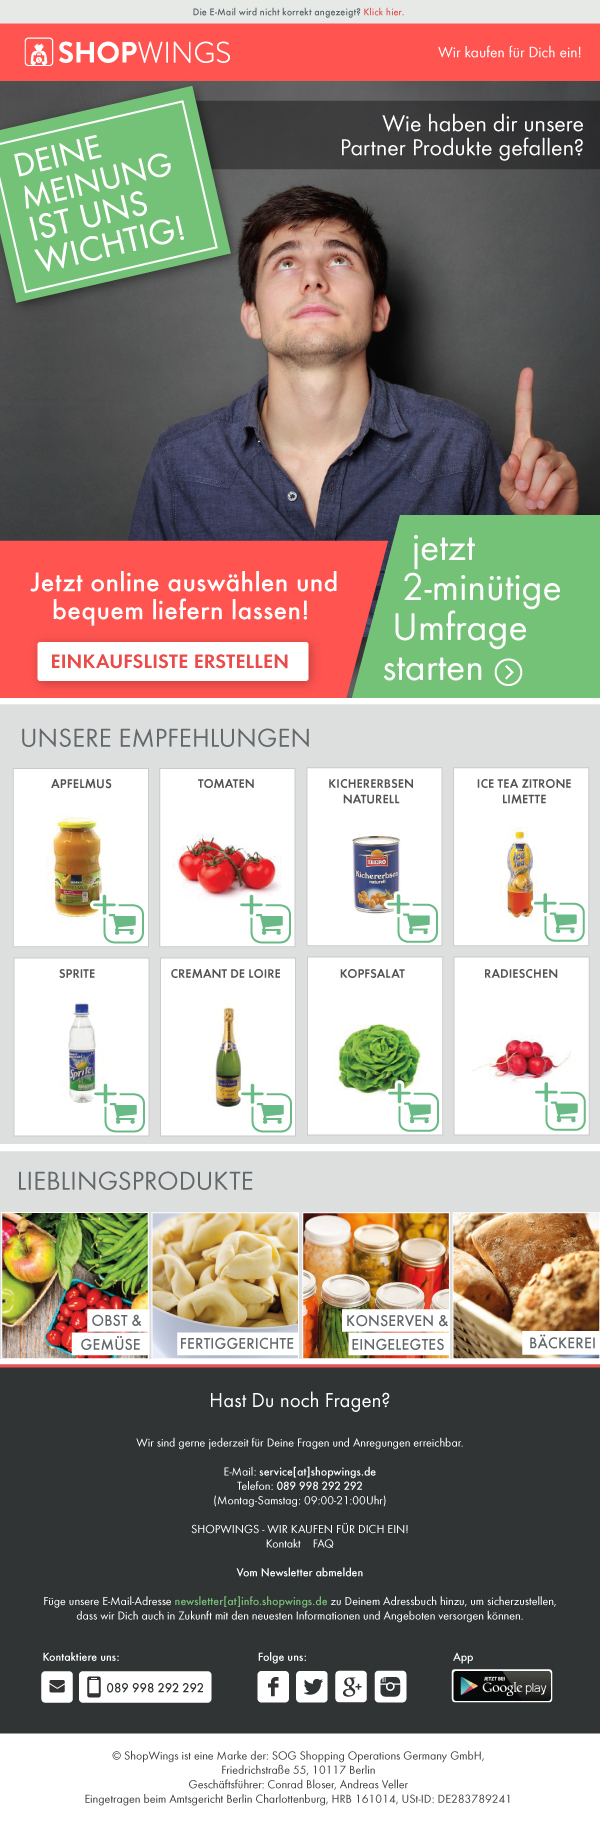 Die E-Mail wird nicht korrekt angezeigt? Klick hier.
SHOPWINGS
Wir kaufen für Dich ein!
DEINE
MEINUNG
IST UNS
WICHTIG!
Wie haben dir unsere
Partner Produkte gefallen?
Jetzt online auswählen und
bequem liefern lassen!
EINKAUFSLISTE ERSTELLEN
jetzt
2-minütige
Umfrage
starten
UNSERE EMPFEHLUNGEN
APFELMUS
TOMATEN
KICHERERBSEN
NATURELL
Kichererbsen
naturell
ICE TEA ZITRONE
LIMETTE
SPRITE
Sprite
CREMANT DE LOIRE
KOPFSALAT
RADIESCHEN
LIEBLINGSPRODUKTE
OBST &
GEMÜSE
FERTIGGERICHTE
KONSERVEN &
EINGELEGTES
BÄCKEREI
Hast Du noch Fragen?
Wir sind gerne jederzeit für Deine Fragen und Anregungen erreichbar.
E-Mail: service[at]shopwings.de
Telefon: 089 998 292 292
(Montag-Samstag: 09:00-21:00Uhr)
SHOPWINGS - WIR KAUFEN FÜR DICH EIN!
Kontakt FAQ
Vom Newsletter abmelden
Füge unsere E-Mail-Adresse newsletter[at]info.shopwings.de zu Deinem Adressbuch hinzu, um sicherzustellen,
dass wir Dich auch in Zukunft mit den neuesten Informationen und Angeboten versorgen können.
Kontaktiere uns:
089 998 292 292
Folge uns:
App
JETZT BEI
Google play
© ShopWings ist eine Marke der: SOG Shopping Operations Germany GmbH,
Friedrichstraße 55, 10117 Berlin
Geschäftsführer: Conrad Bloser, Andreas Veller
Eingetragen beim Amtsgericht Berlin Charlottenburg, HRB 161014, USt-ID: DE283789241